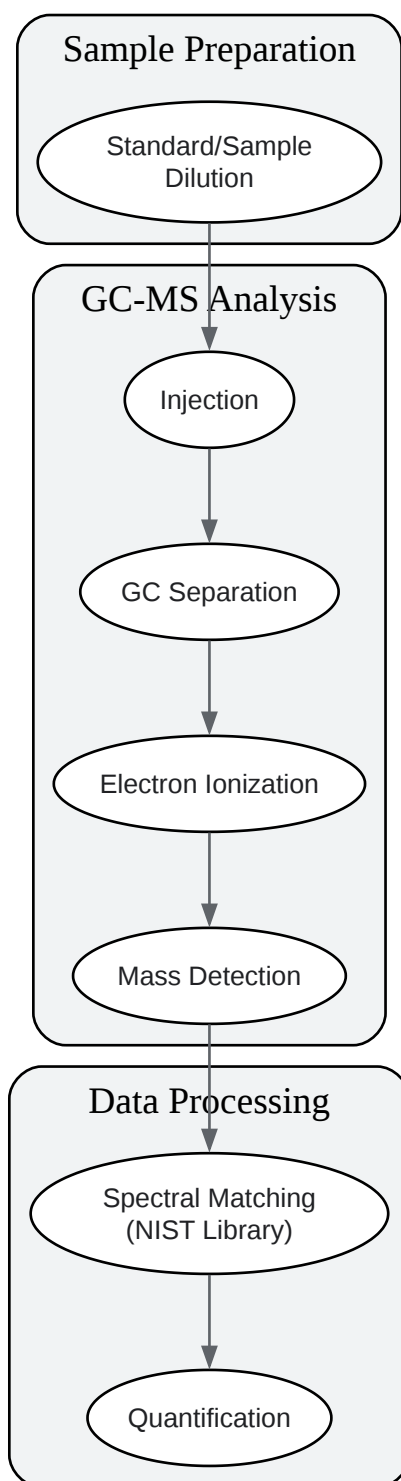 Sample Preparation
Standard/Sample
Dilution
GC-MS Analysis
Injection
GC Separation
Electron Ionization
Mass Detection
Data Processing
Spectral Matching
(NIST Library)
Quantification